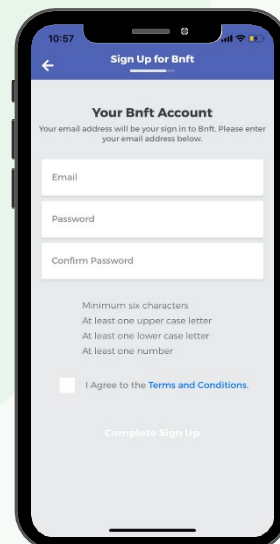 10:57
Sign Up for Bnft
Your Bnft Account
Your email address will be your sign in to Bnft. Please enter
your email address below.
Email
Password
Confirm Password
Minimum six characters
At least one upper case letter
At least one lower case letter
At least one number
I Agree to the Terms and Conditions.
Complete Sign Up